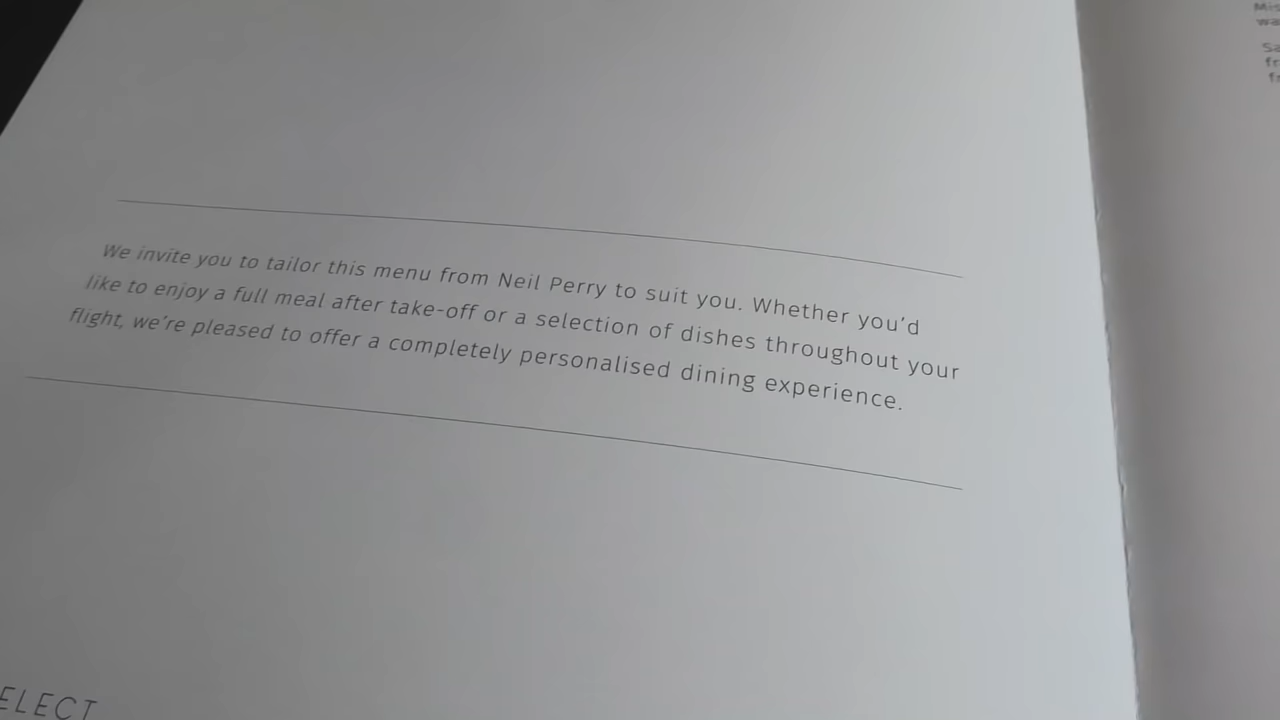 We invite you to tailor this menu from Neil Perry to suit you. Whether you'd
like to enjoy a full meal after take-off or a selection of dishes throughout your
flight, we're pleased to offer a completely personalised dining experience.
ELECT